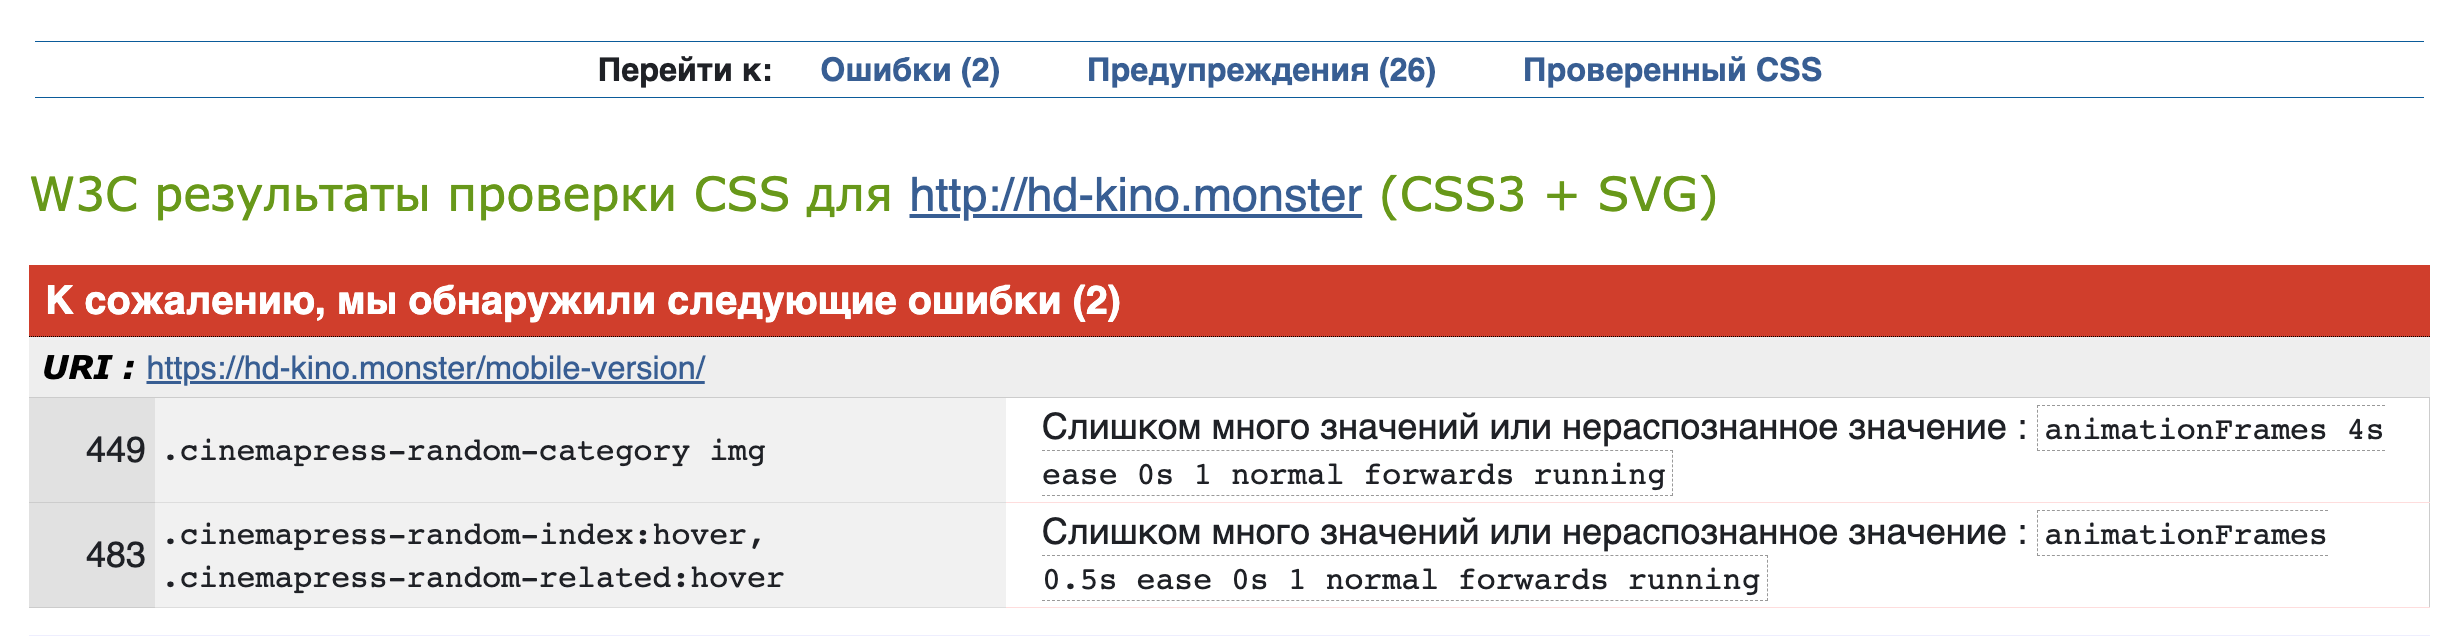 Перейти к: Ошибки (2) Предупреждения (26) Проверенный CSS
W3C результаты проверки CSS для http://hd-kino.monster (CSS3 + SVG)
К сожалению, мы обнаружили следующие ошибки (2)
URI : https://hd-kino.monster/mobile-version/
449 .cinemapress-random-category img Слишком много значений или нераспознанное значение : animationFrames 4s
ease 0s 1 normal forwards running
483 .cinemapress-random-index:hover,
.cinemapress-random-related:hover Слишком много значений или нераспознанное значение : animationFrames
0.5s ease 0s 1 normal forwards running